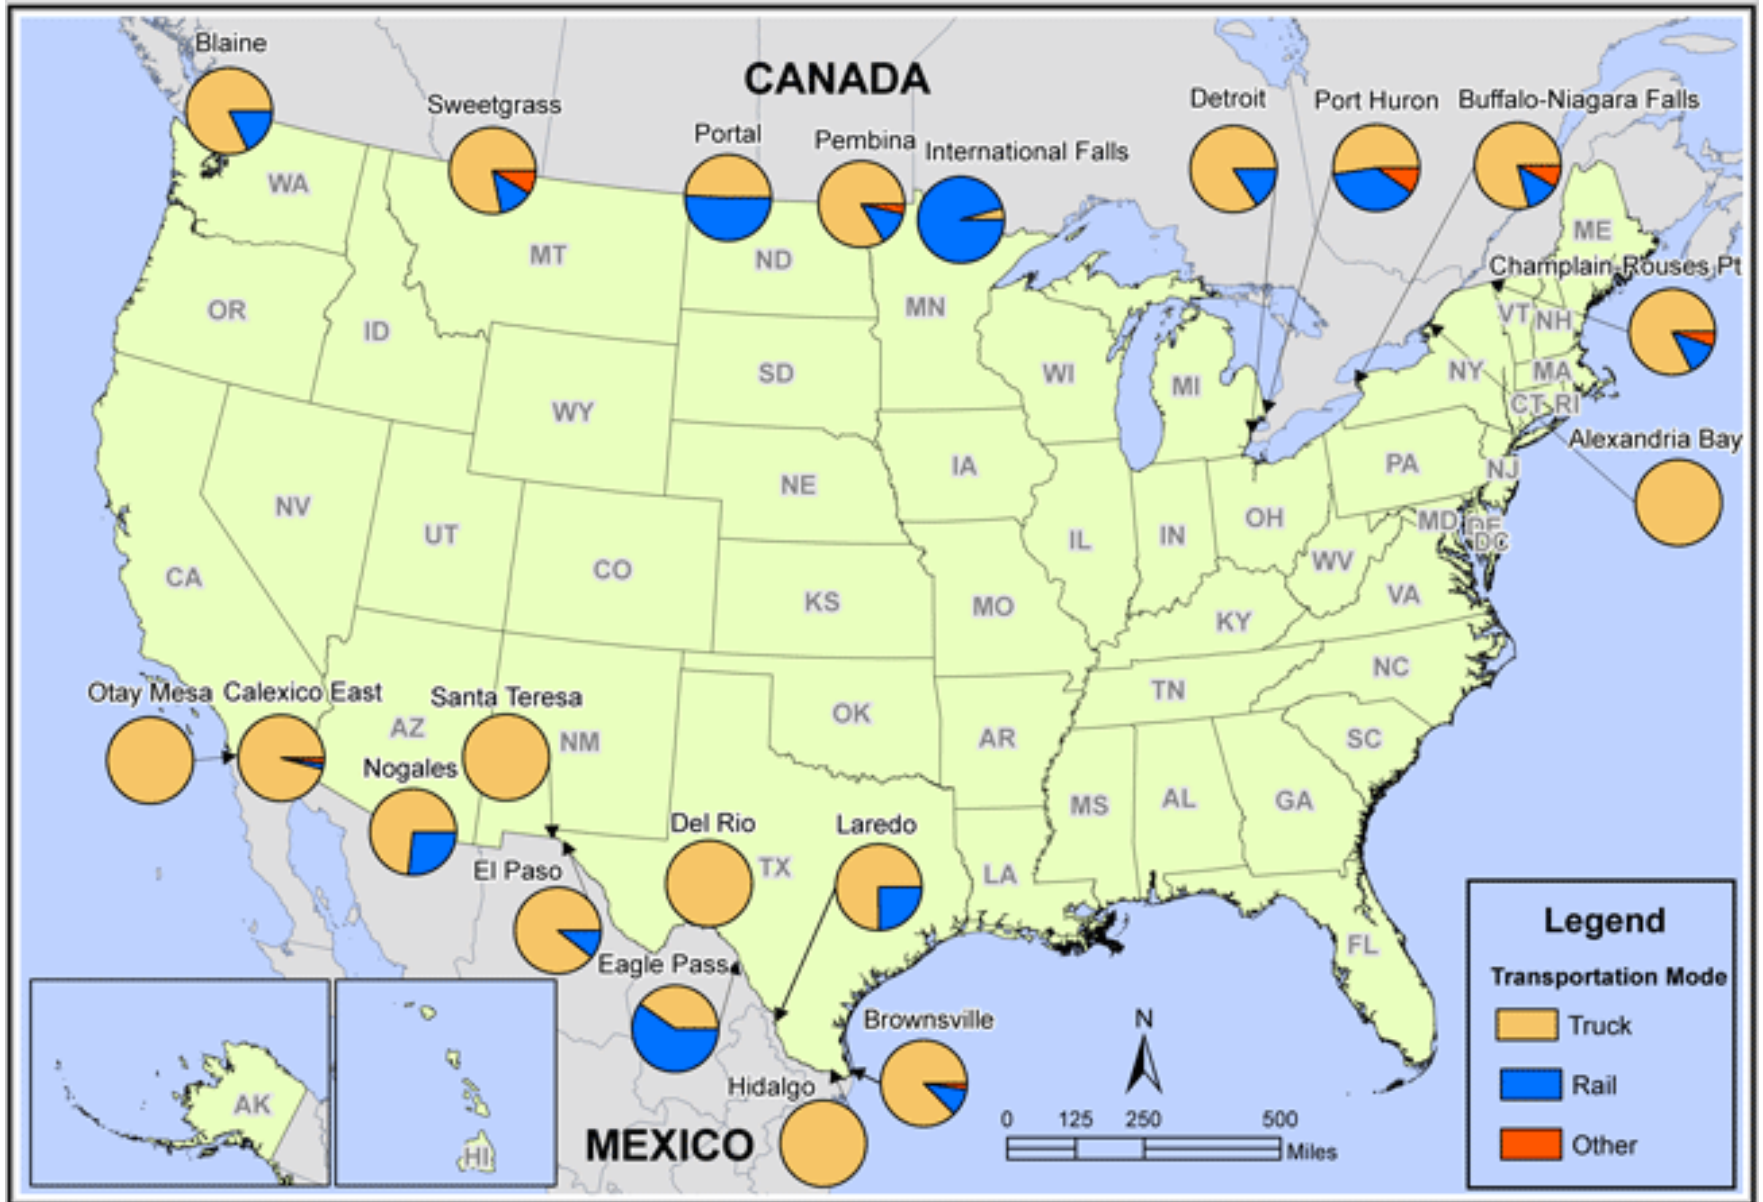 Blaine
CANADA
Sweetgrass
Portal
Pembina
International Falls
Detroit
Port Huron
Buffalo-Niagara Falls
WA
MT
ND
MN
ME
Champlain-Rouses Pt
OR
ID
VT
NH
SD
WI
MI
NY
MA
WY
CT
RI
Alexandria Bay
IA
PA
NJ
NE
NV
UT
IL
IN
OH
MD
DE
DC
WV
CA
CO
KS
MO
VA
KY
NC
Otay Mesa
Calexico East
Santa Teresa
TN
AZ
NM
OK
AR
SC
Nogales
MS
AL
GA
Del Rio
Laredo
El Paso
TX
LA
FL
Eagle Pass
Legend
Transportation Mode
Truck
Rail
Other
Brownsville
N
Hidalgo
AK
HI
MEXICO
0 125 250 500
Miles